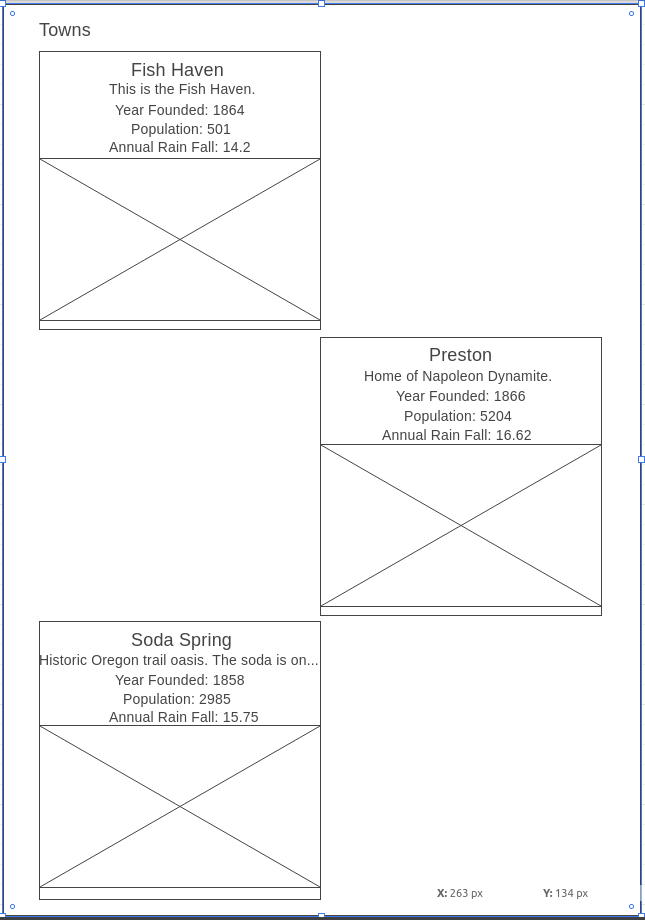 Towns
Fish Haven
This is the Fish Haven.
Year Founded: 1864
Population: 501
Annual Rain Fall: 14.2
Preston
Home of Napoleon Dynamite.
Year Founded: 1866
Population: 5204
Annual Rain Fall: 16.62
Soda Spring
Historic Oregon trail oasis. The soda is on...
Year Founded: 1858
Population: 2985
Annual Rain Fall: 15.75
X: 263 px Y: 134 px